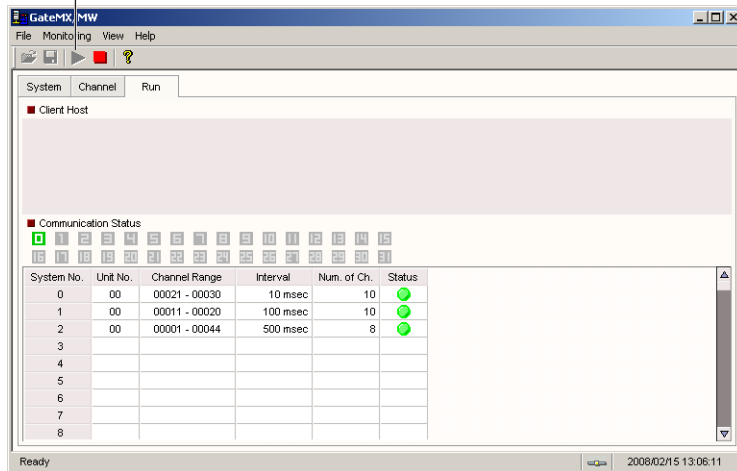 GateMX/MW
File Monitoring View Help
System Channel Run
Client Host
Communication Status
0 1 2 3 4 5 6 7 8 9 10 11 12 13 14 15
16 17 18 19 20 21 22 23 24 25 26 27 28 29 30 31
System No. Unit No. Channel Range Interval Num. of Ch. Status
0 00 00021 - 00030 10 msec 10
1 00 00011 - 00020 100 msec 10
2 00 00001 - 00044 500 msec 8
3
4
5
6
7
8
Ready 2008/02/15 13:06:11